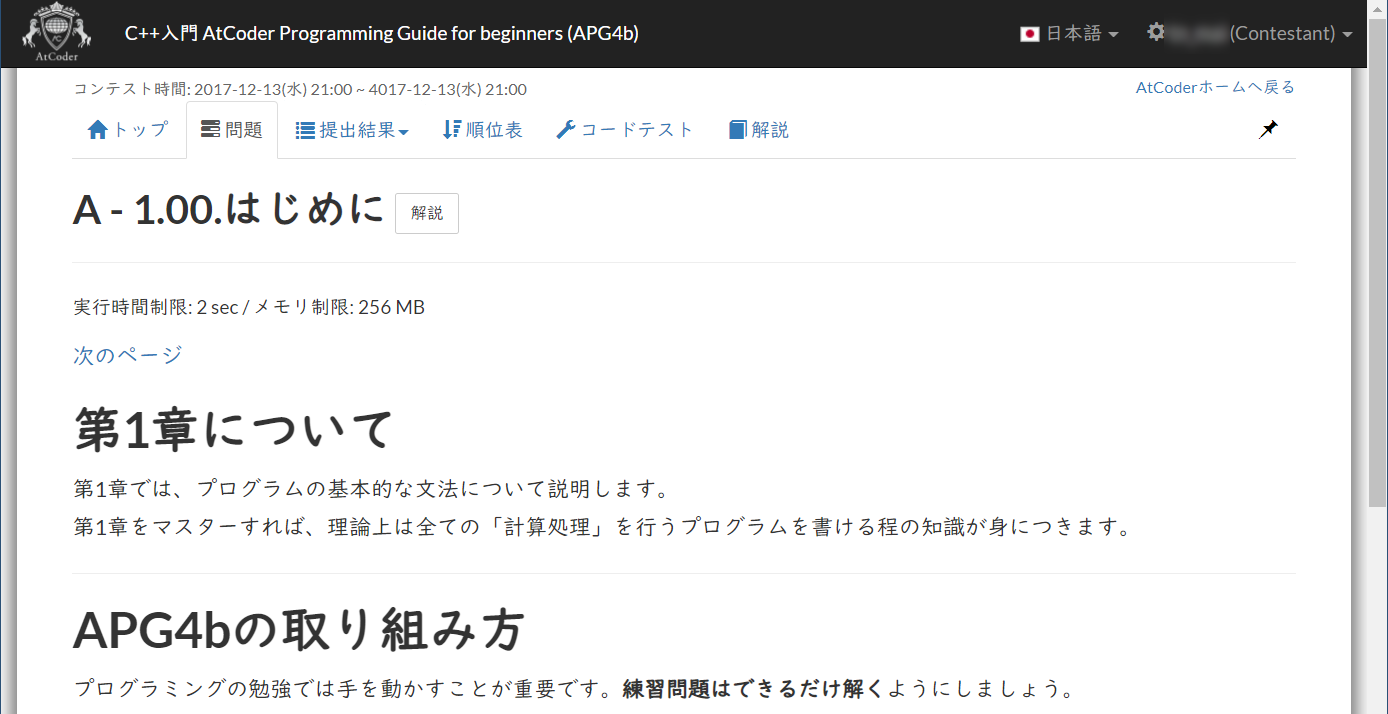 AtCoder
C++入門 AtCoder Programming Guide for beginners (APG4b)
日本語
(Contestant)
コンテスト時間: 2017-12-13(水) 21:00 ~ 4017-12-13(水) 21:00
AtCoderホームへ戻る
トップ 問題 提出結果 順位表 コードテスト 解説
A - 1.00.はじめに 解説
実行時間制限: 2 sec / メモリ制限: 256 MB
次のページ
第1章について
第1章では、プログラムの基本的な文法について説明します。
第1章をマスターすれば、理論上は全ての「計算処理」を行うプログラムを書ける程の知識が身につきます。
APG4bの取り組み方
プログラミングの勉強では手を動かすことが重要です。練習問題はできるだけ解くようにしましょう。